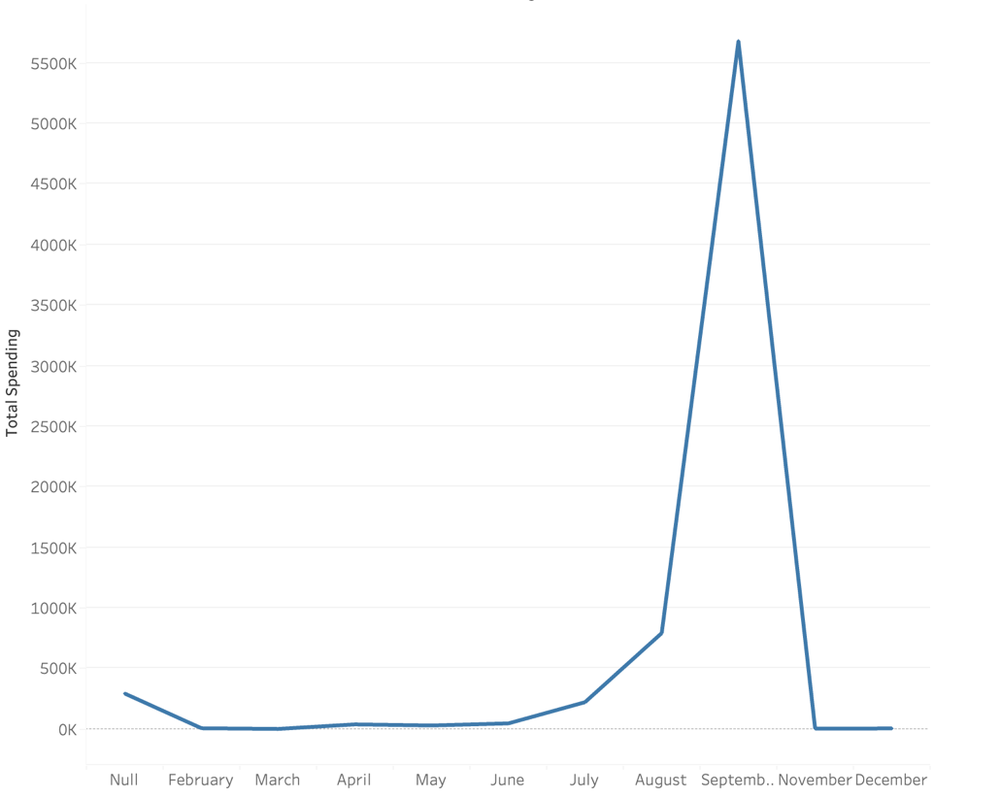 5500K
5000K
4500K
4000K
3500K
3000K
2500K
2000K
1500K
1000K
500K
0K
Total Spending
Null February March April May June July August Septemb.. November December